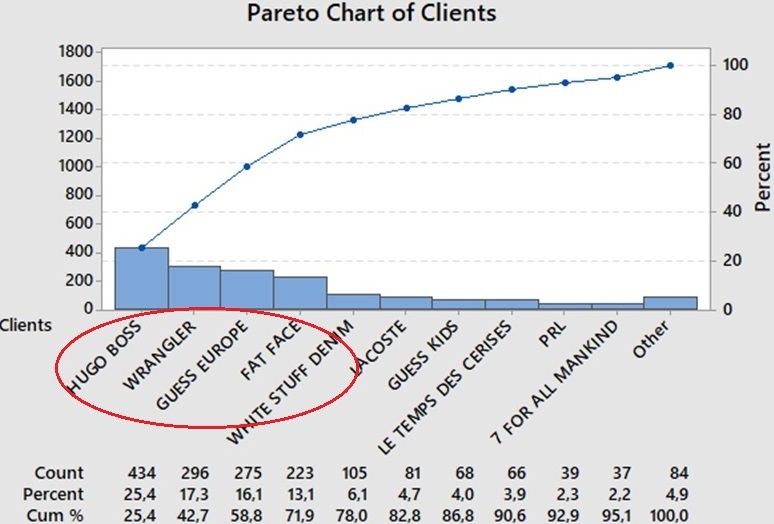 Pareto Chart of Clients
1800
1600
1400
1200
1000
800
600
400
200
0
100
80
60
40
20
0
Percent
Clients
HUGO BOSS
WRANGLER
GUESS EUROPE
FAT FACE
WHITE STUFF DENIM
LACOSTE
GUESS KIDS
LE TEMPS DES CERISES
PRL
7 FOR ALL MANKIND
Other
Count 434 296 275 223 105 81 68 66 39 37 84
Percent 25,4 17,3 16,1 13,1 6,1 4,7 4,0 3,9 2,3 2,2 4,9
Cum % 25,4 42,7 58,8 71,9 78,0 82,8 86,8 90,6 92,9 95,1 100,0